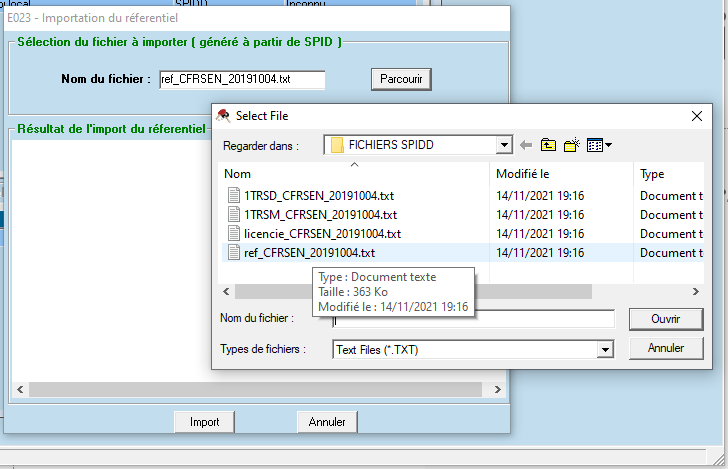 SPIDD
Inconnu
E023 - Importation du réferentiel
Sélection du fichier à importer ( généré à partir de SPID )
Nom du fichier :
ref_CFRSEN_20191004.txt
Parcourir
Résultat de l'import du réferentiel
Select File
Regarder dans :
FICHIERS SPIDD
Nom
Modifié le
Type
1TRSD_CFRSEN_20191004.txt
14/11/2021 19:16
Document t
1TRSM_CFRSEN_20191004.txt
14/11/2021 19:16
Document t
licencie_CFRSEN_20191004.txt
14/11/2021 19:16
Document t
ref_CFRSEN_20191004.txt
14/11/2021 19:16
Document t
Type : Document texte
Taille : 363 Ko
Modifié le : 14/11/2021 19:16
Nom du fichier :
Ouvrir
Types de fichiers :
Text Files (*.TXT)
Annuler
Import
Annuler